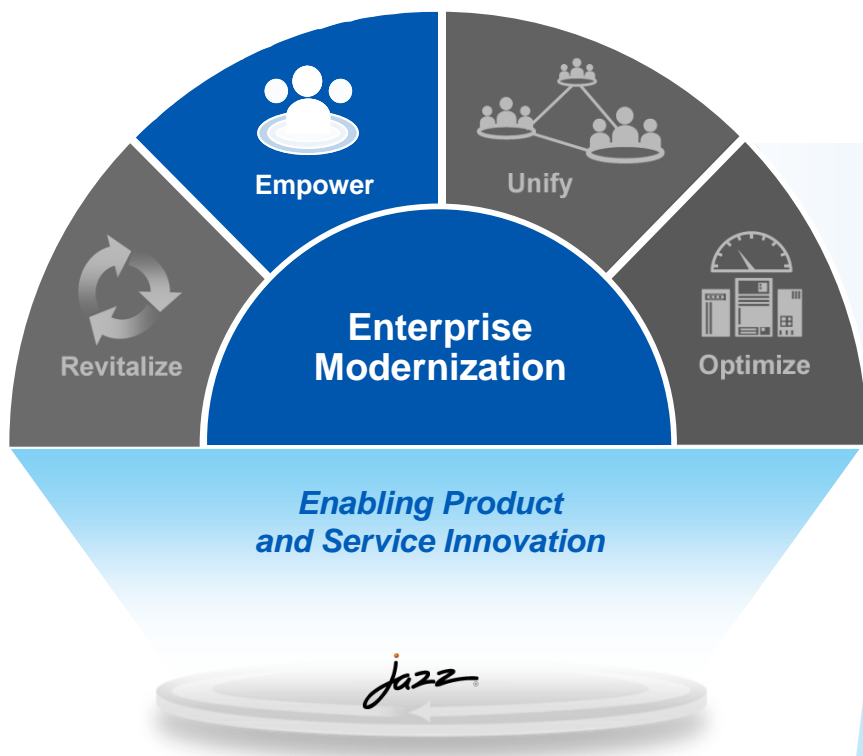 Empower
Unify
Revitalize
Optimize
Enterprise
Modernization
Enabling Product
and Service Innovation
jazz
®